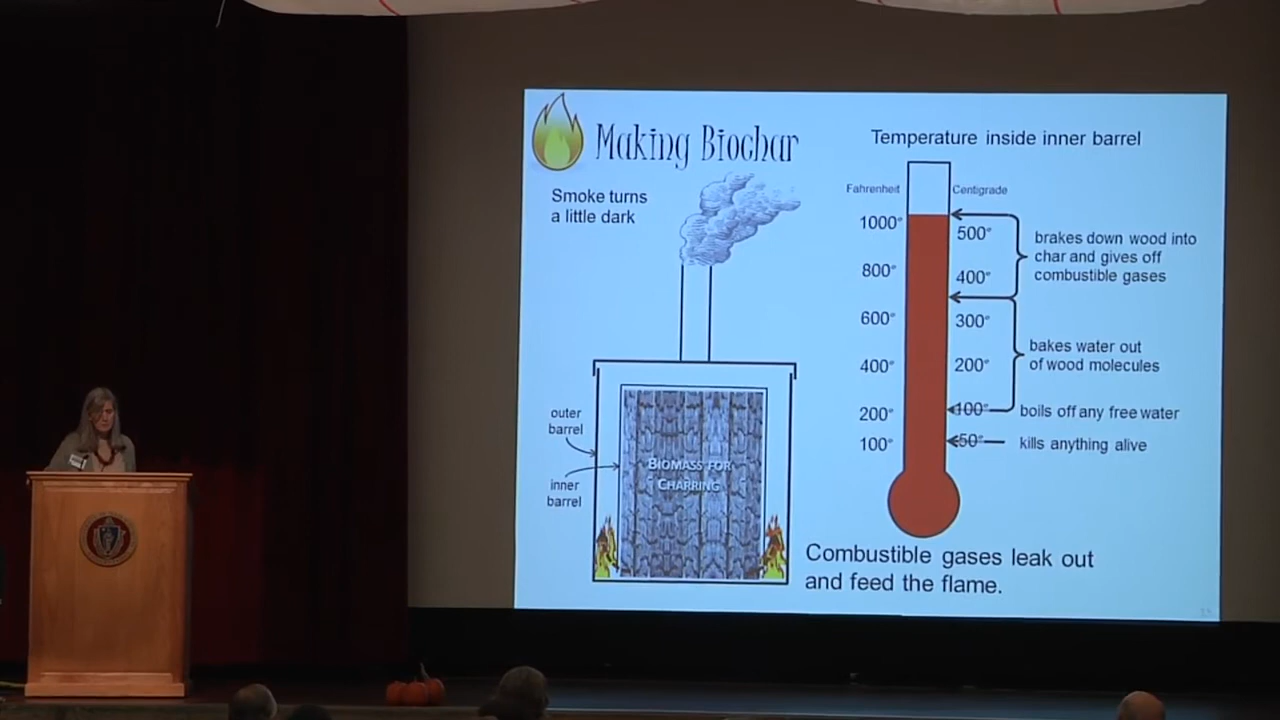 Making Biochar
Smoke turns
a little dark
outer
barrel
inner
barrel
BIOMASS FOR
CHARRING
Temperature inside inner barrel
Fahrenheit
Centigrade
1000°
800°
600°
400°
200°
100°
500°
400°
300°
200°
100°
50°
brakes down wood into
char and gives off
combustible gases
bakes water out
of wood molecules
boils off any free water
kills anything alive
Combustible gases leak out
and feed the flame.